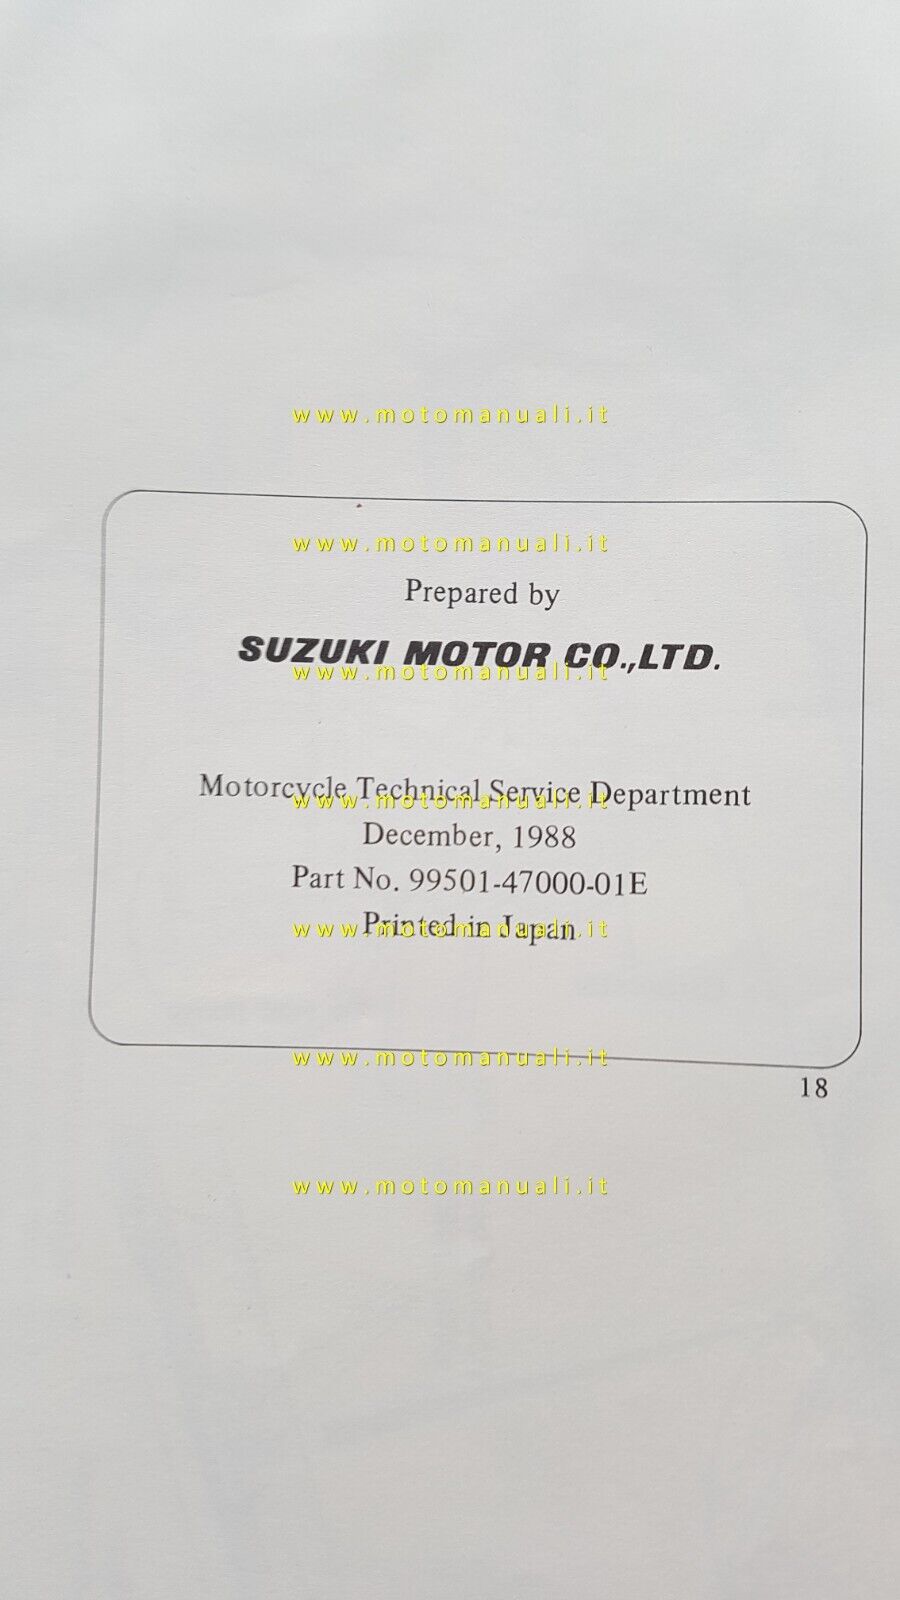 www.motomanuali.it
www.motomanuali.it
Prepared by
SUZUKI MOTOR CO.,LTD.
www.motomanuali.it
Motorcycle Technical Service Department
www.motomanuali.it
December, 1988
Part No. 99501-47000-01E
Printed in Japan
www.motomanuali.it
www.motomanuali.it
18
www.motomanuali.it